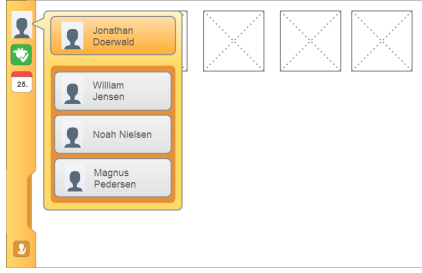 Jonathan
Doerwald
25.
William
Jensen
Noah Nielsen
Magnus
Pedersen